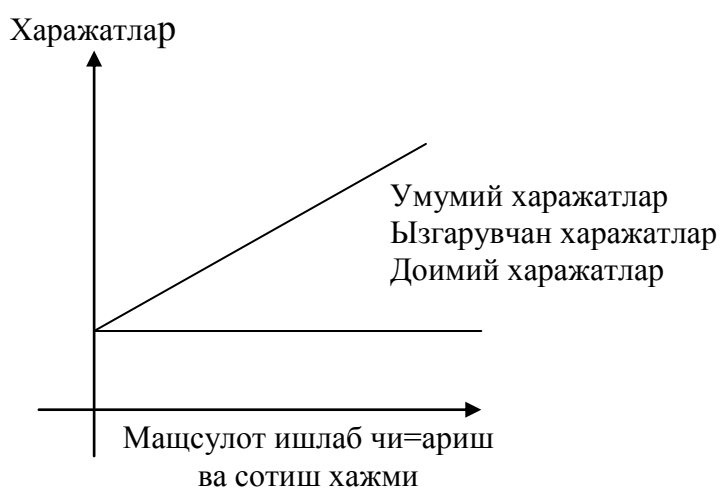 Харажатлар
Умумий харажатлар
Ызгарувчан харажатлар
Доимий харажатлар
Мащсулот ишлаб чи=ариш
ва сотиш хажми